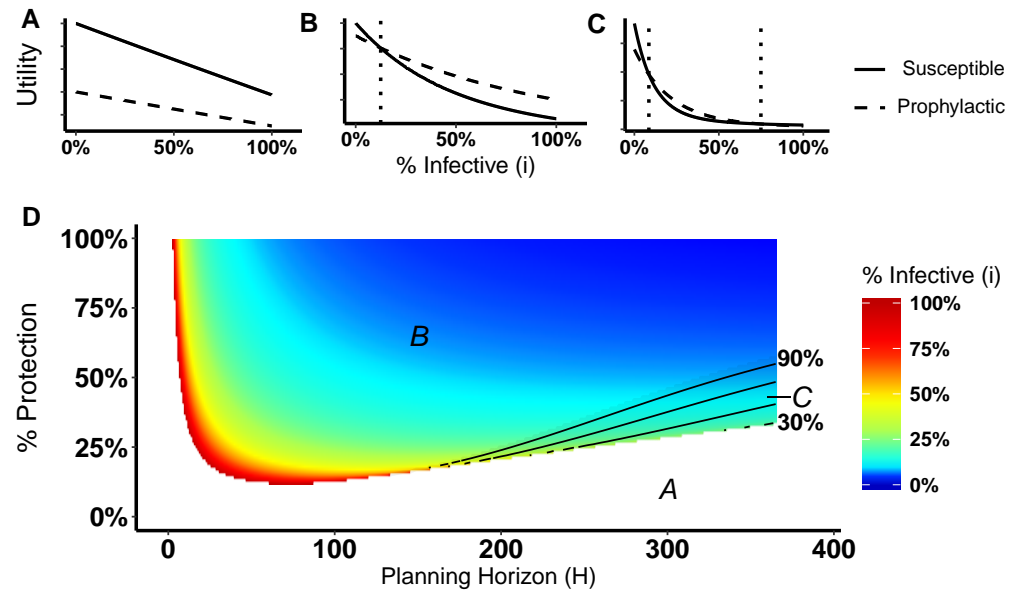 A
B
C
Utility
0%
50%
100%
0%
50%
100%
0%
50%
100%
% Infective (i)
Susceptible
Prophylactic
D
% Protection
100%
75%
50%
25%
0%
B
A
90%
C
30%
0
100
200
300
400
Planning Horizon (H)
% Infective (i)
100%
75%
50%
25%
0%